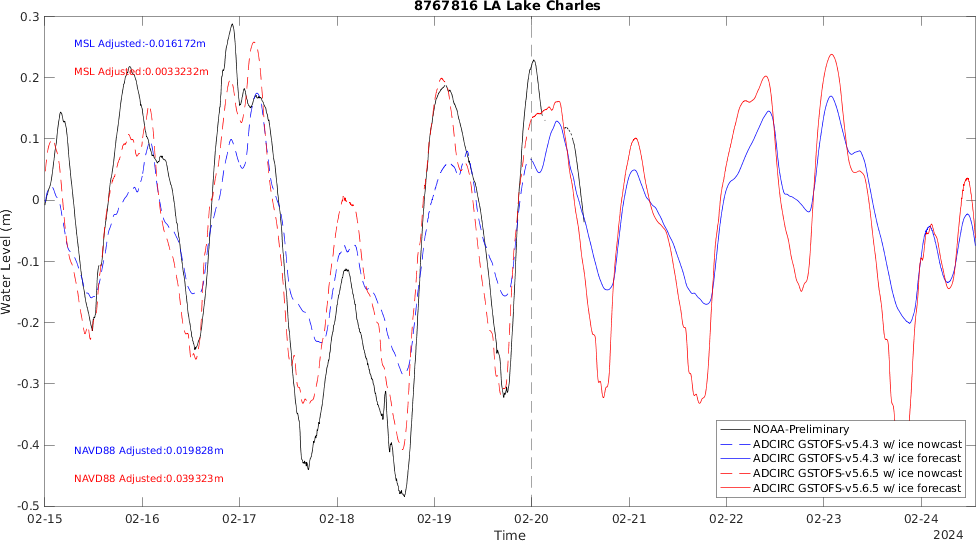 8767816 LA Lake Charles
0.3
MSL Adjusted:-0.016172m
MSL Adjusted:0.0033232m
0.2
0.1
0
-0.1
-0.2
-0.3
-0.4
-0.5
Water Level (m)
NAVD88 Adjusted:0.019828m
NAVD88 Adjusted:0.039323m
NOAA-Preliminary
ADCIRC GSTOFS-v5.4.3 w/ ice nowcast
ADCIRC GSTOFS-v5.4.3 w/ ice forecast
ADCIRC GSTOFS-v5.6.5 w/ ice nowcast
ADCIRC GSTOFS-v5.6.5 w/ ice forecast
02-15 02-16 02-17 02-18 02-19 02-20 02-21 02-22 02-23 02-24
Time
2024